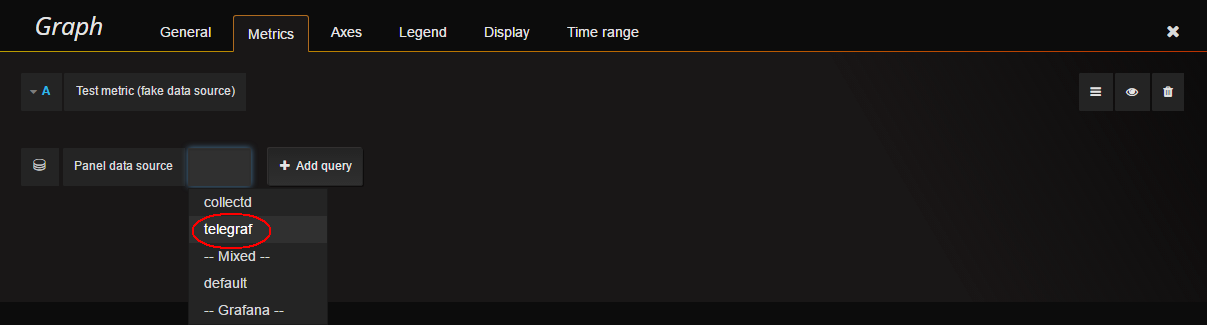 Graph General Metrics Axes Legend Display Time range
A Test metric (fake data source)
Panel data source Add query
collectd
telegraf
-- Mixed --
default
-- Grafana --